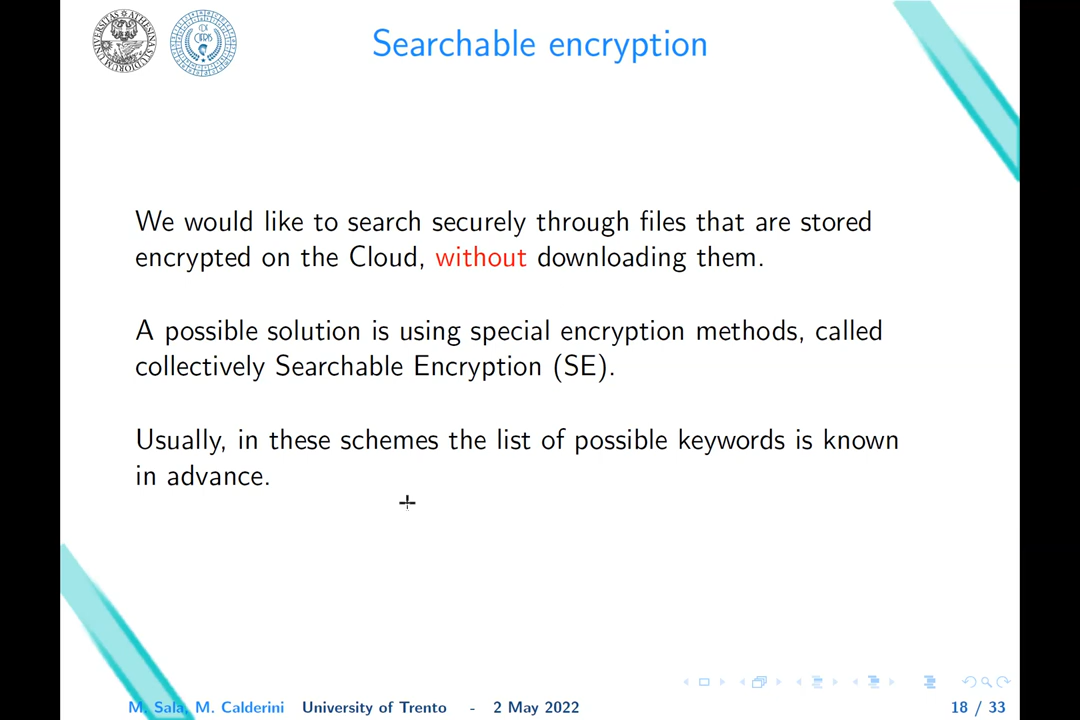 Searchable encryption
We would like to search securely through files that are stored
encrypted on the Cloud, without downloading them.
A possible solution is using special encryption methods, called
collectively Searchable Encryption (SE).
Usually, in these schemes the list of possible keywords is known
in advance.
M. Sala, M. Calderini University of Trento - 2 May 2022 18 / 33